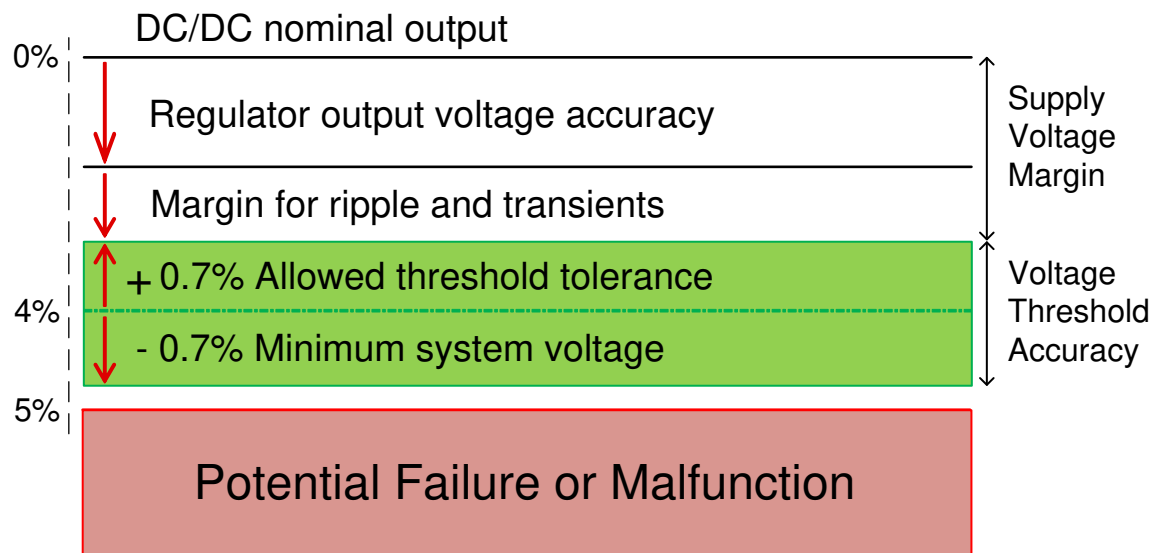 DC/DC nominal output
0%
Regulator output voltage accuracy
Supply
Voltage
Margin
Margin for ripple and transients
+ 0.7% Allowed threshold tolerance
4%
- 0.7% Minimum system voltage
Voltage
Threshold
Accuracy
5%
Potential Failure or Malfunction